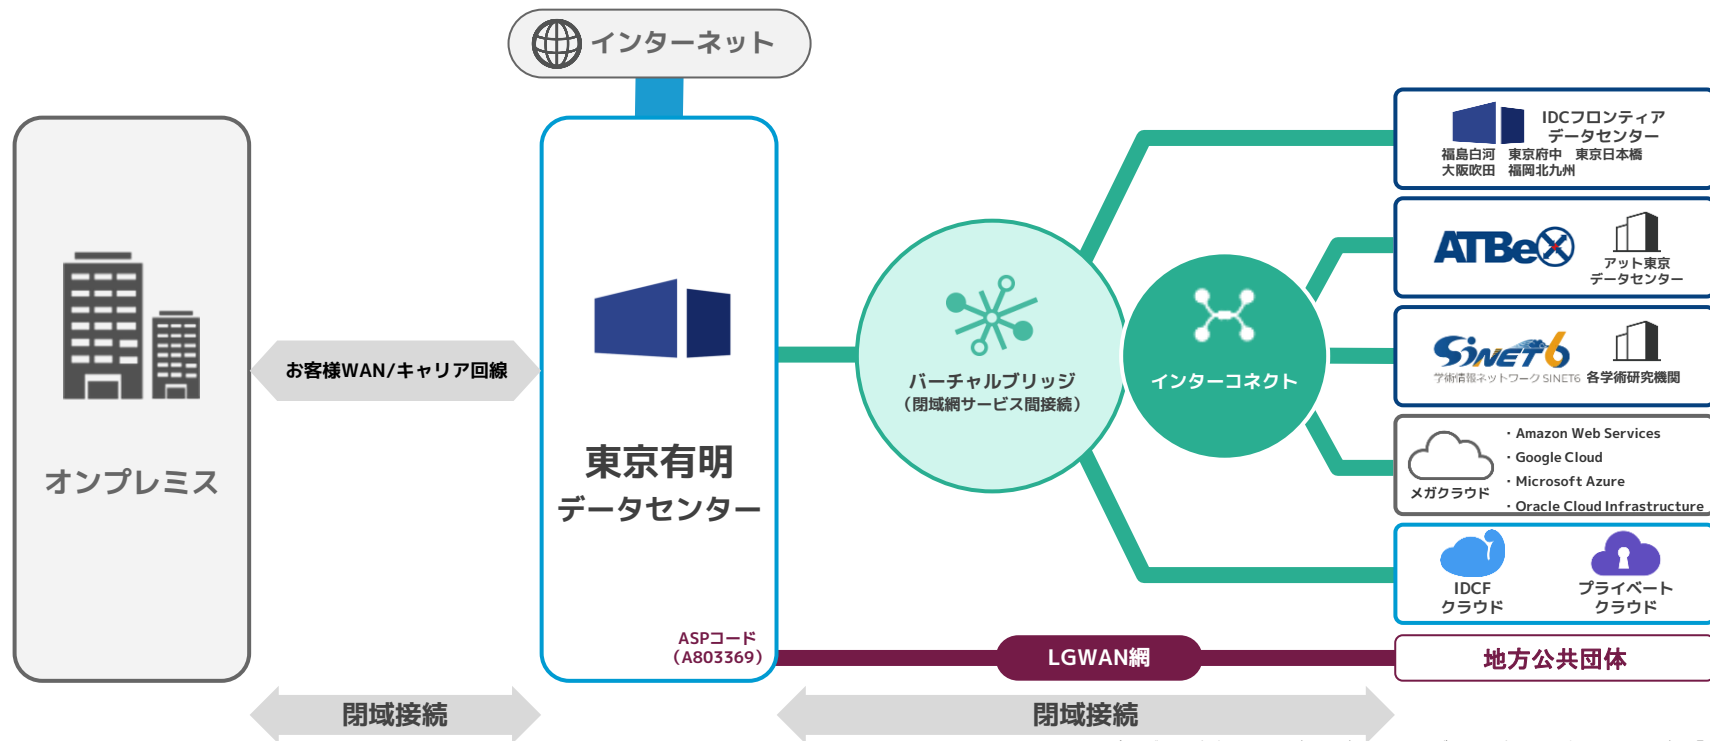 インターネット
オンプレミス
お客様WAN/キャリア回線
東京有明
データセンター
ASPコード
（A803369）
バーチャルブリッジ
（閉域網サービス間接続）
インターコネクト
IDCフロンティア
データセンター
福島白河　東京府中　東京日本橋
大阪吹田　福岡北九州
ATBeX
アット東京
データセンター
SINET6
学術情報ネットワーク SINET6
各学術研究機関
メガクラウド
・Amazon Web Services
・Google Cloud
・Microsoft Azure
・Oracle Cloud Infrastructure
IDCF
クラウド
プライベート
クラウド
LGWAN網
地方公共団体
閉域接続
閉域接続